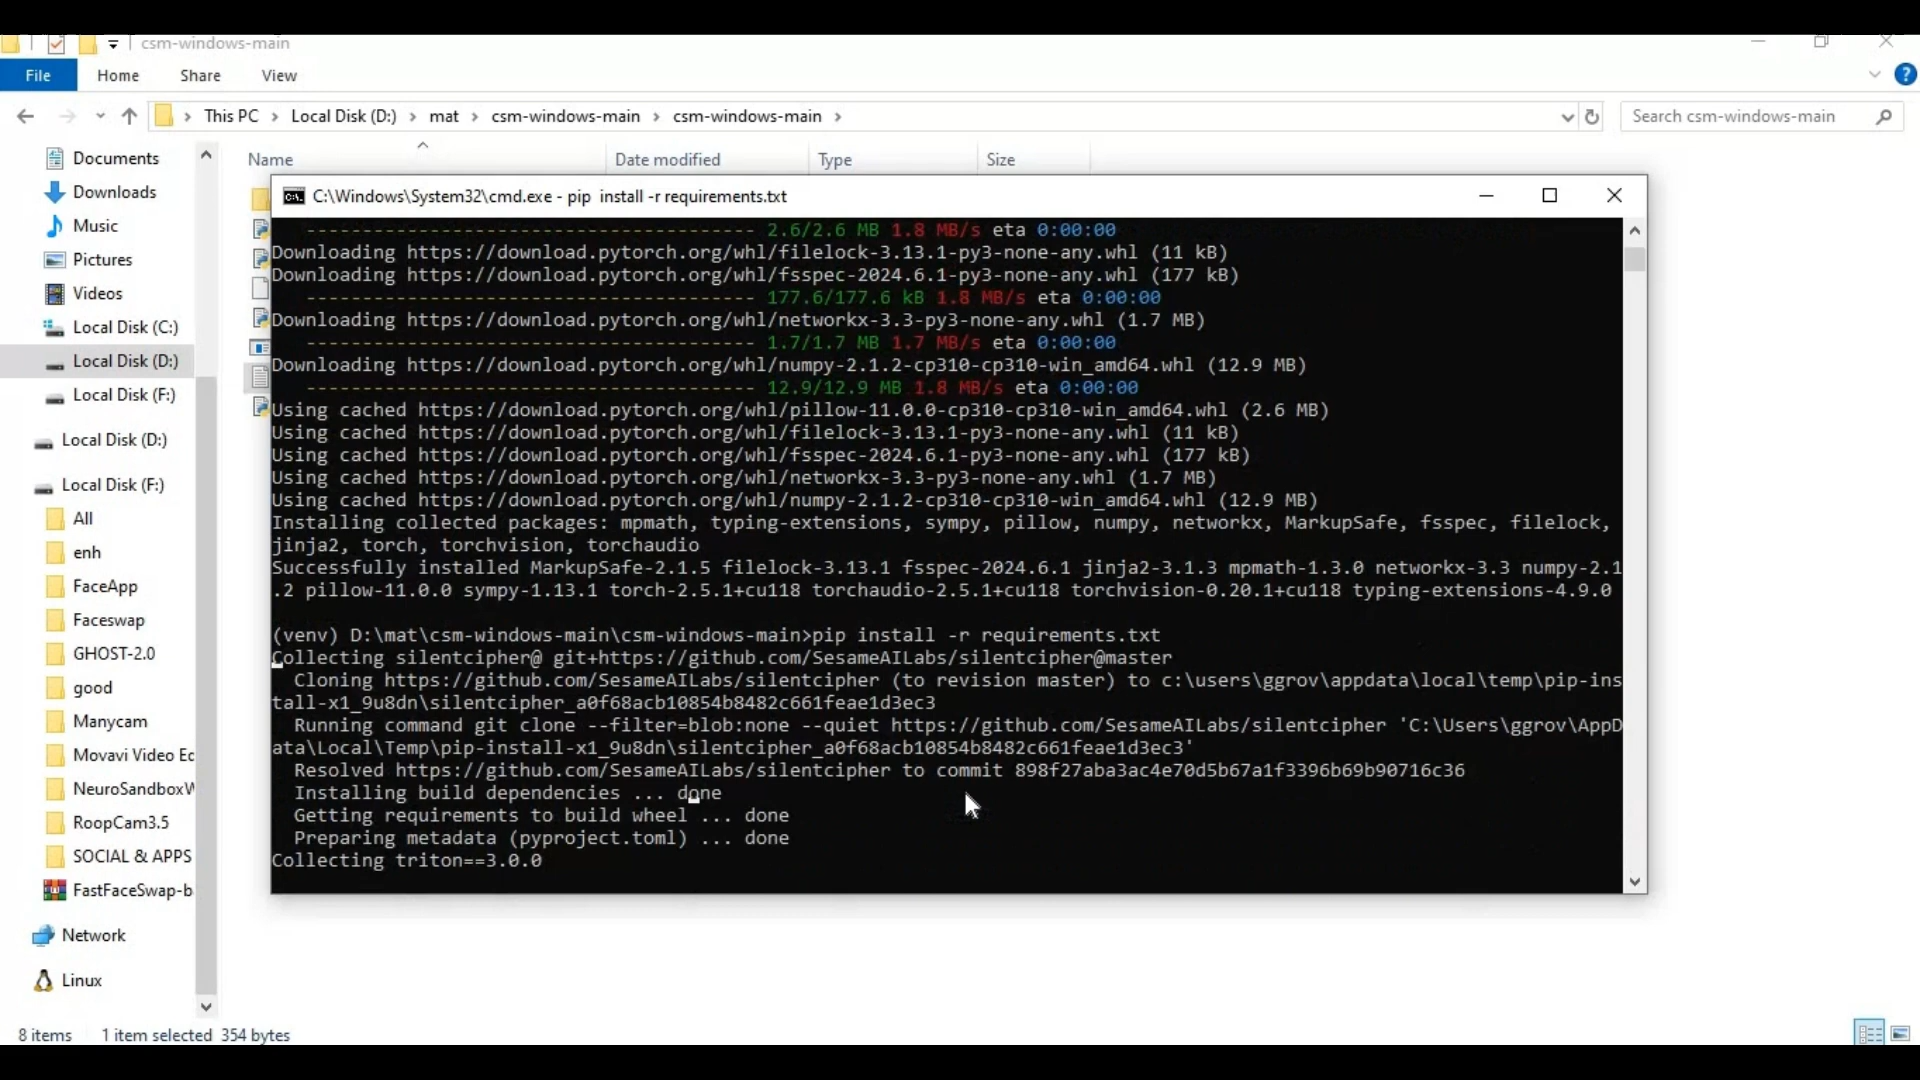 csm-windows-main
File Home Share View
This PC > Local Disk (D:) > mat > csm-windows-main > csm-windows-main >
Search csm-windows-main
Name Date modified Type Size
Documents
Downloads
Music
Pictures
Videos
Local Disk (C:)
Local Disk (D:)
Local Disk (F:)
Local Disk (D:)
Local Disk (F:)
All
enh
FaceApp
Faceswap
GHOST-2.0
good
Manycam
Movavi Video Ec
NeuroSandboxW
RoopCam3.5
SOCIAL & APPS
FastFaceSwap-b
Network
Linux
C:\Windows\System32\cmd.exe - pip install -r requirements.txt
---------------------------------------- 2.6/2.6 MB 1.8 MB/s eta 0:00:00
Downloading https://download.pytorch.org/whl/filelock-3.13.1-py3-none-any.whl (11 kB)
Downloading https://download.pytorch.org/whl/fsspec-2024.6.1-py3-none-any.whl (177 kB)
---------------------------------------- 177.6/177.6 kB 1.8 MB/s eta 0:00:00
Downloading https://download.pytorch.org/whl/networkx-3.3-py3-none-any.whl (1.7 MB)
---------------------------------------- 1.7/1.7 MB 1.7 MB/s eta 0:00:00
Downloading https://download.pytorch.org/whl/numpy-2.1.2-cp310-cp310-win_amd64.whl (12.9 MB)
---------------------------------------- 12.9/12.9 MB 1.8 MB/s eta 0:00:00
Using cached https://download.pytorch.org/whl/pillow-11.0.0-cp310-cp310-win_amd64.whl (2.6 MB)
Using cached https://download.pytorch.org/whl/filelock-3.13.1-py3-none-any.whl (11 kB)
Using cached https://download.pytorch.org/whl/fsspec-2024.6.1-py3-none-any.whl (177 kB)
Using cached https://download.pytorch.org/whl/networkx-3.3-py3-none-any.whl (1.7 MB)
Using cached https://download.pytorch.org/whl/numpy-2.1.2-cp310-cp310-win_amd64.whl (12.9 MB)
Installing collected packages: mpmath, typing-extensions, sympy, pillow, numpy, networkx, MarkupSafe, fsspec, filelock,
jinja2, torch, torchvision, torchaudio
Successfully installed MarkupSafe-2.1.5 filelock-3.13.1 fsspec-2024.6.1 jinja2-3.1.3 mpmath-1.3.0 networkx-3.3 numpy-2.1
.2 pillow-11.0.0 sympy-1.13.1 torch-2.5.1+cu118 torchaudio-2.5.1+cu118 torchvision-0.20.1+cu118 typing-extensions-4.9.0
(venv) D:\mat\csm-windows-main\csm-windows-main>pip install -r requirements.txt
Collecting silentcipher@ git+https://github.com/SesameAILabs/silentcipher@master
Cloning https://github.com/SesameAILabs/silentcipher (to revision master) to c:\users\ggrov\appdata\local\temp\pip-ins
tall-x1_9u8dn\silentcipher_a0f68acb10854b8482c661feae1d3ec3
Running command git clone --filter=blob:none --quiet https://github.com/SesameAILabs/silentcipher 'C:\Users\ggrov\AppD
ata\Local\Temp\pip-install-x1_9u8dn\silentcipher_a0f68acb10854b8482c661feae1d3ec3'
Resolved https://github.com/SesameAILabs/silentcipher to commit 898f27aba3ac4e70d5b67a1f3396b69b90716c36
Installing build dependencies ... done
Getting requirements to build wheel ... done
Preparing metadata (pyproject.toml) ... done
Collecting triton==3.0.0
8 items 1 item selected 354 bytes